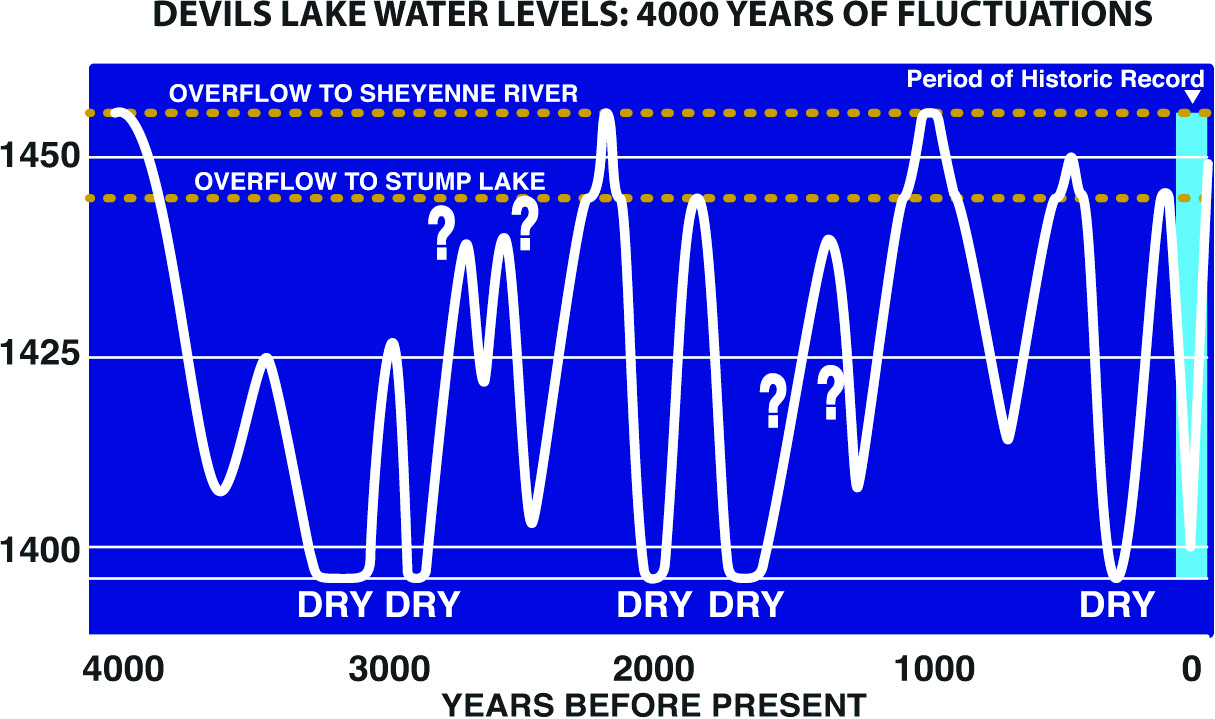 DEVILS LAKE WATER LEVELS: 4000 YEARS OF FLUCTUATIONS
Period of Historic Record
OVERFLOW TO SHEYENNE RIVER
1450
OVERFLOW TO STUMP LAKE
? ?
1425
? ?
1400
DRY DRY DRY DRY DRY
4000 3000 2000 1000 0
YEARS BEFORE PRESENT